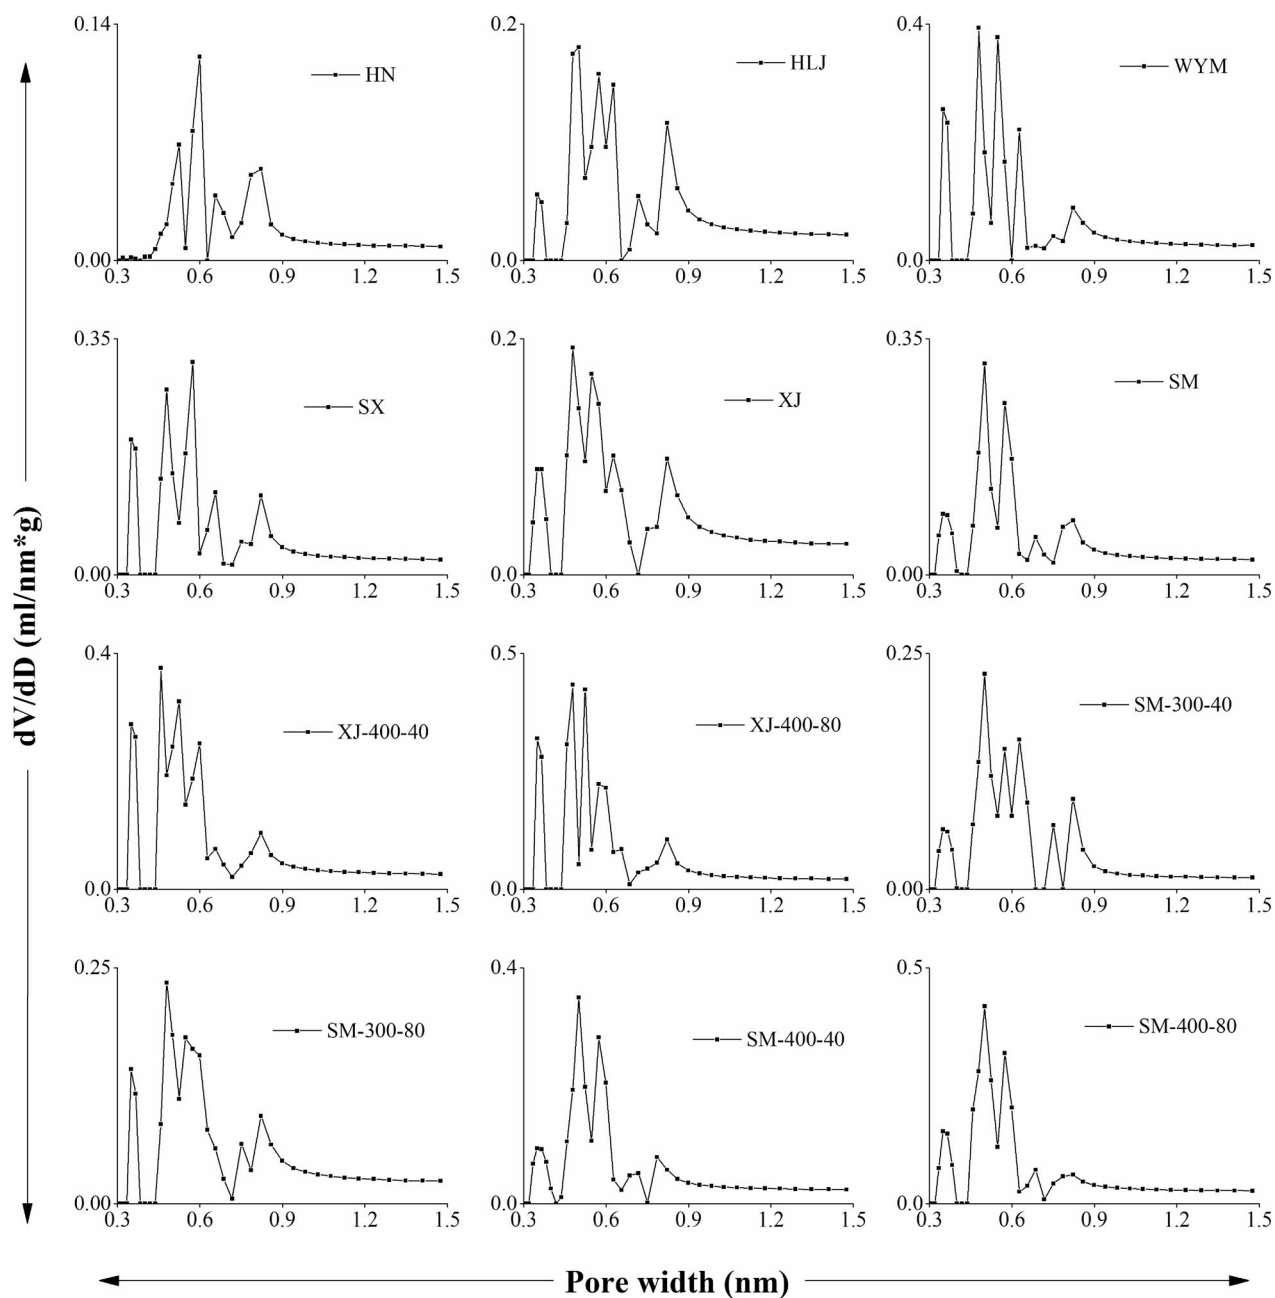 dV/dD (ml/nm*g)
0.14
0.00
0.3 0.6 0.9 1.2 1.5
HN
0.2
0.0
0.3 0.6 0.9 1.2 1.5
HLJ
0.4
0.0
0.3 0.6 0.9 1.2 1.5
WYM
0.35
0.00
0.3 0.6 0.9 1.2 1.5
SX
0.2
0.0
0.3 0.6 0.9 1.2 1.5
XJ
0.35
0.00
0.3 0.6 0.9 1.2 1.5
SM
0.4
0.0
0.3 0.6 0.9 1.2 1.5
XJ-400-40
0.5
0.0
0.3 0.6 0.9 1.2 1.5
XJ-400-80
0.25
0.00
0.3 0.6 0.9 1.2 1.5
SM-300-40
0.25
0.00
0.3 0.6 0.9 1.2 1.5
SM-300-80
0.4
0.0
0.3 0.6 0.9 1.2 1.5
SM-400-40
0.5
0.0
0.3 0.6 0.9 1.2 1.5
SM-400-80
Pore width (nm)